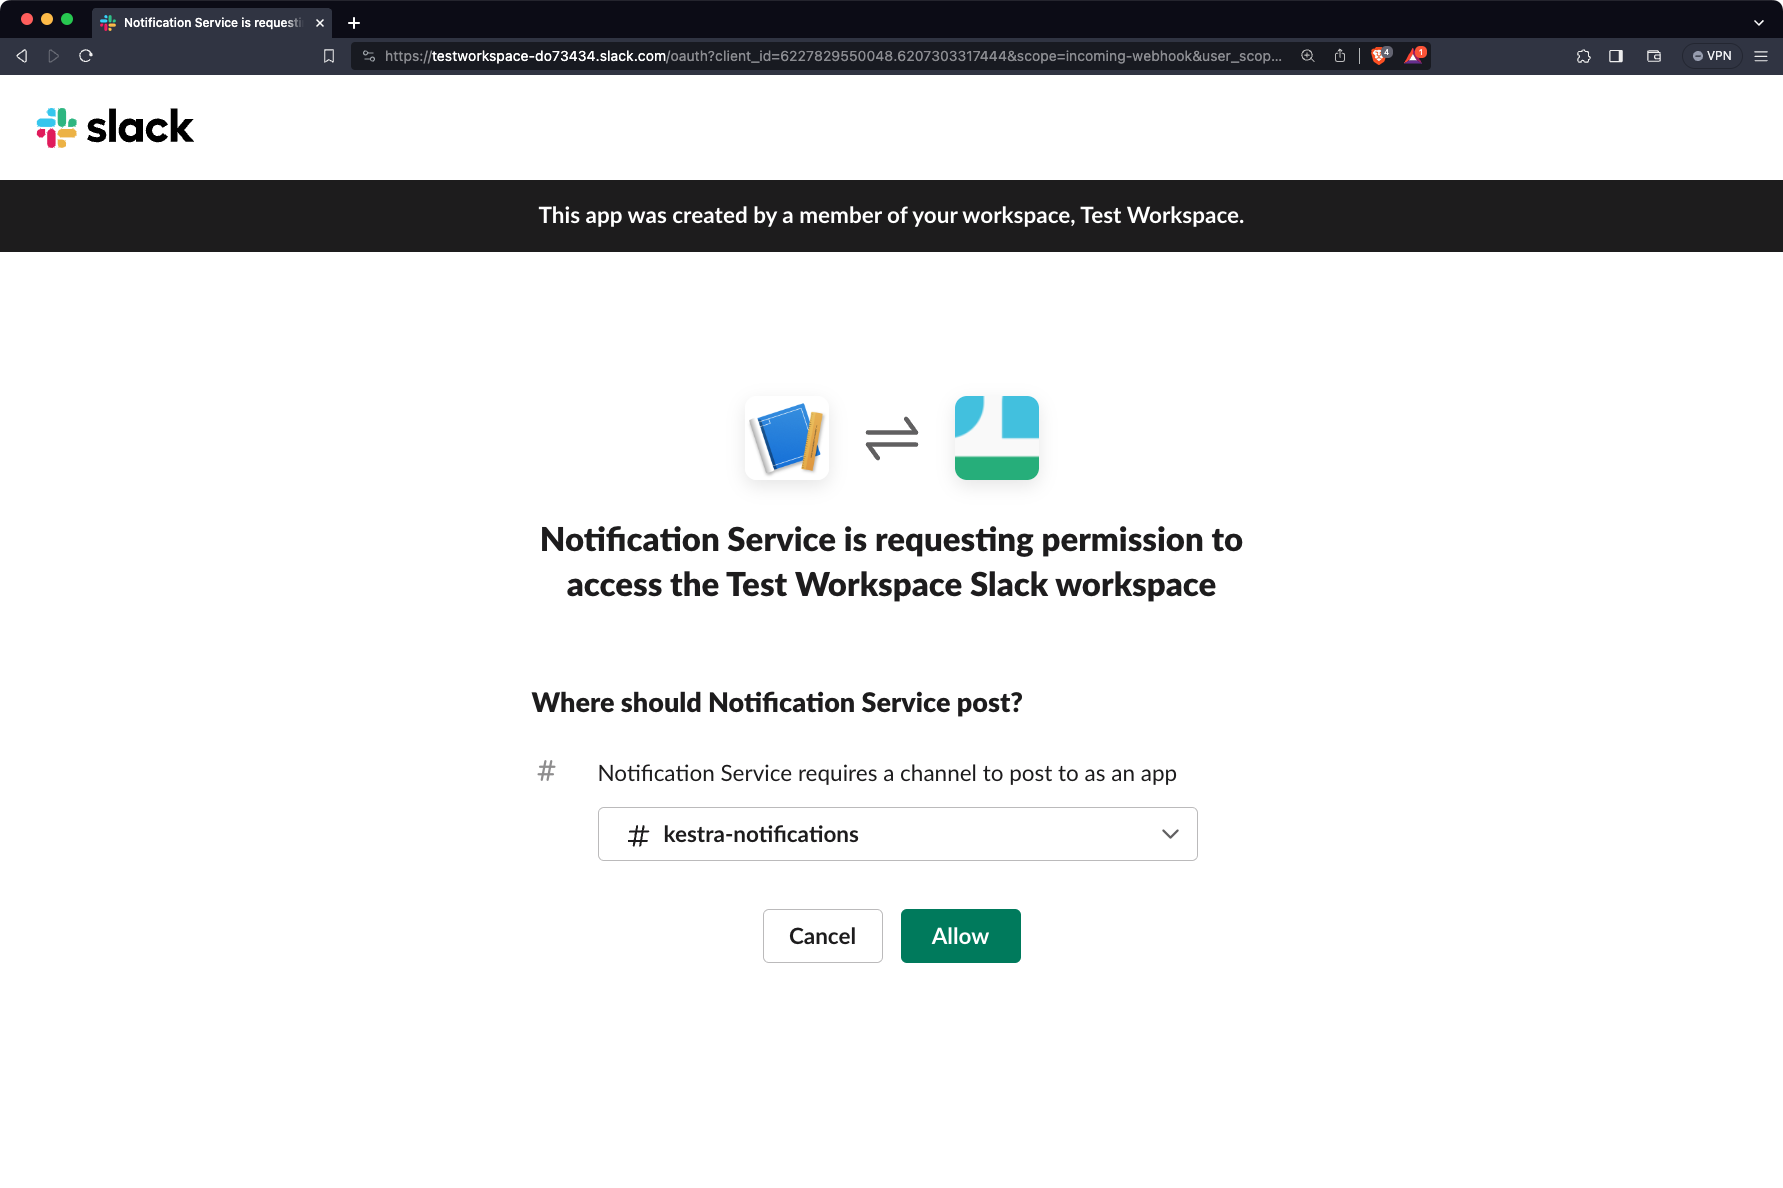 Notification Service is requesti
https://testworkspace-do73434.slack.com/oauth?client_id=6227829550048.6207303317444&scope=incoming-webhook&user_scop...
4
1
VPN
slack
This app was created by a member of your workspace, Test Workspace.
Notification Service is requesting permission to
access the Test Workspace Slack workspace
Where should Notification Service post?
# Notification Service requires a channel to post to as an app
# kestra-notifications
Cancel
Allow